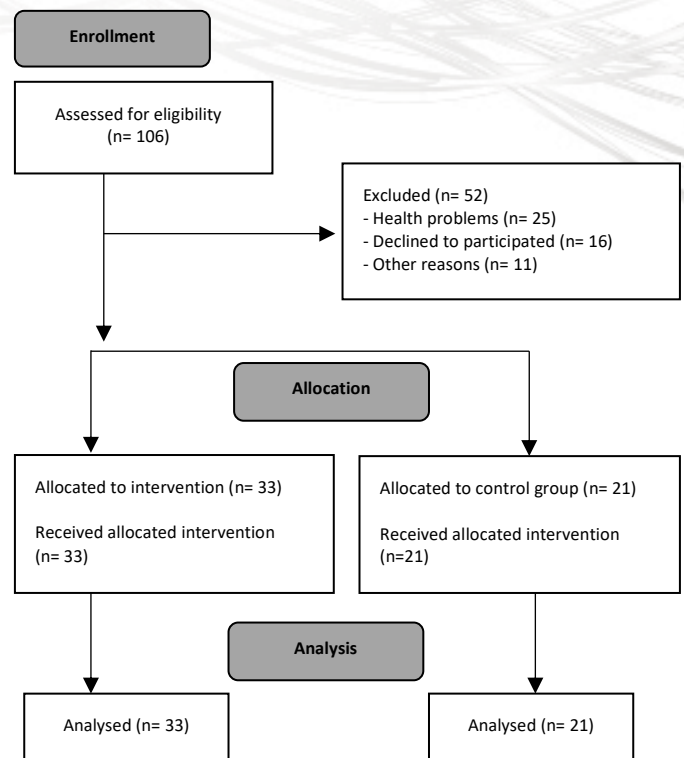 Enrollment
Assessed for eligibility
(n= 106)
Excluded (n= 52)
- Health problems (n= 25)
- Declined to participated (n= 16)
- Other reasons (n= 11)
Allocation
Allocated to intervention (n= 33)
Received allocated intervention
(n= 33)
Allocated to control group (n= 21)
Received allocated intervention
(n=21)
Analysis
Analysed (n= 33)
Analysed (n= 21)